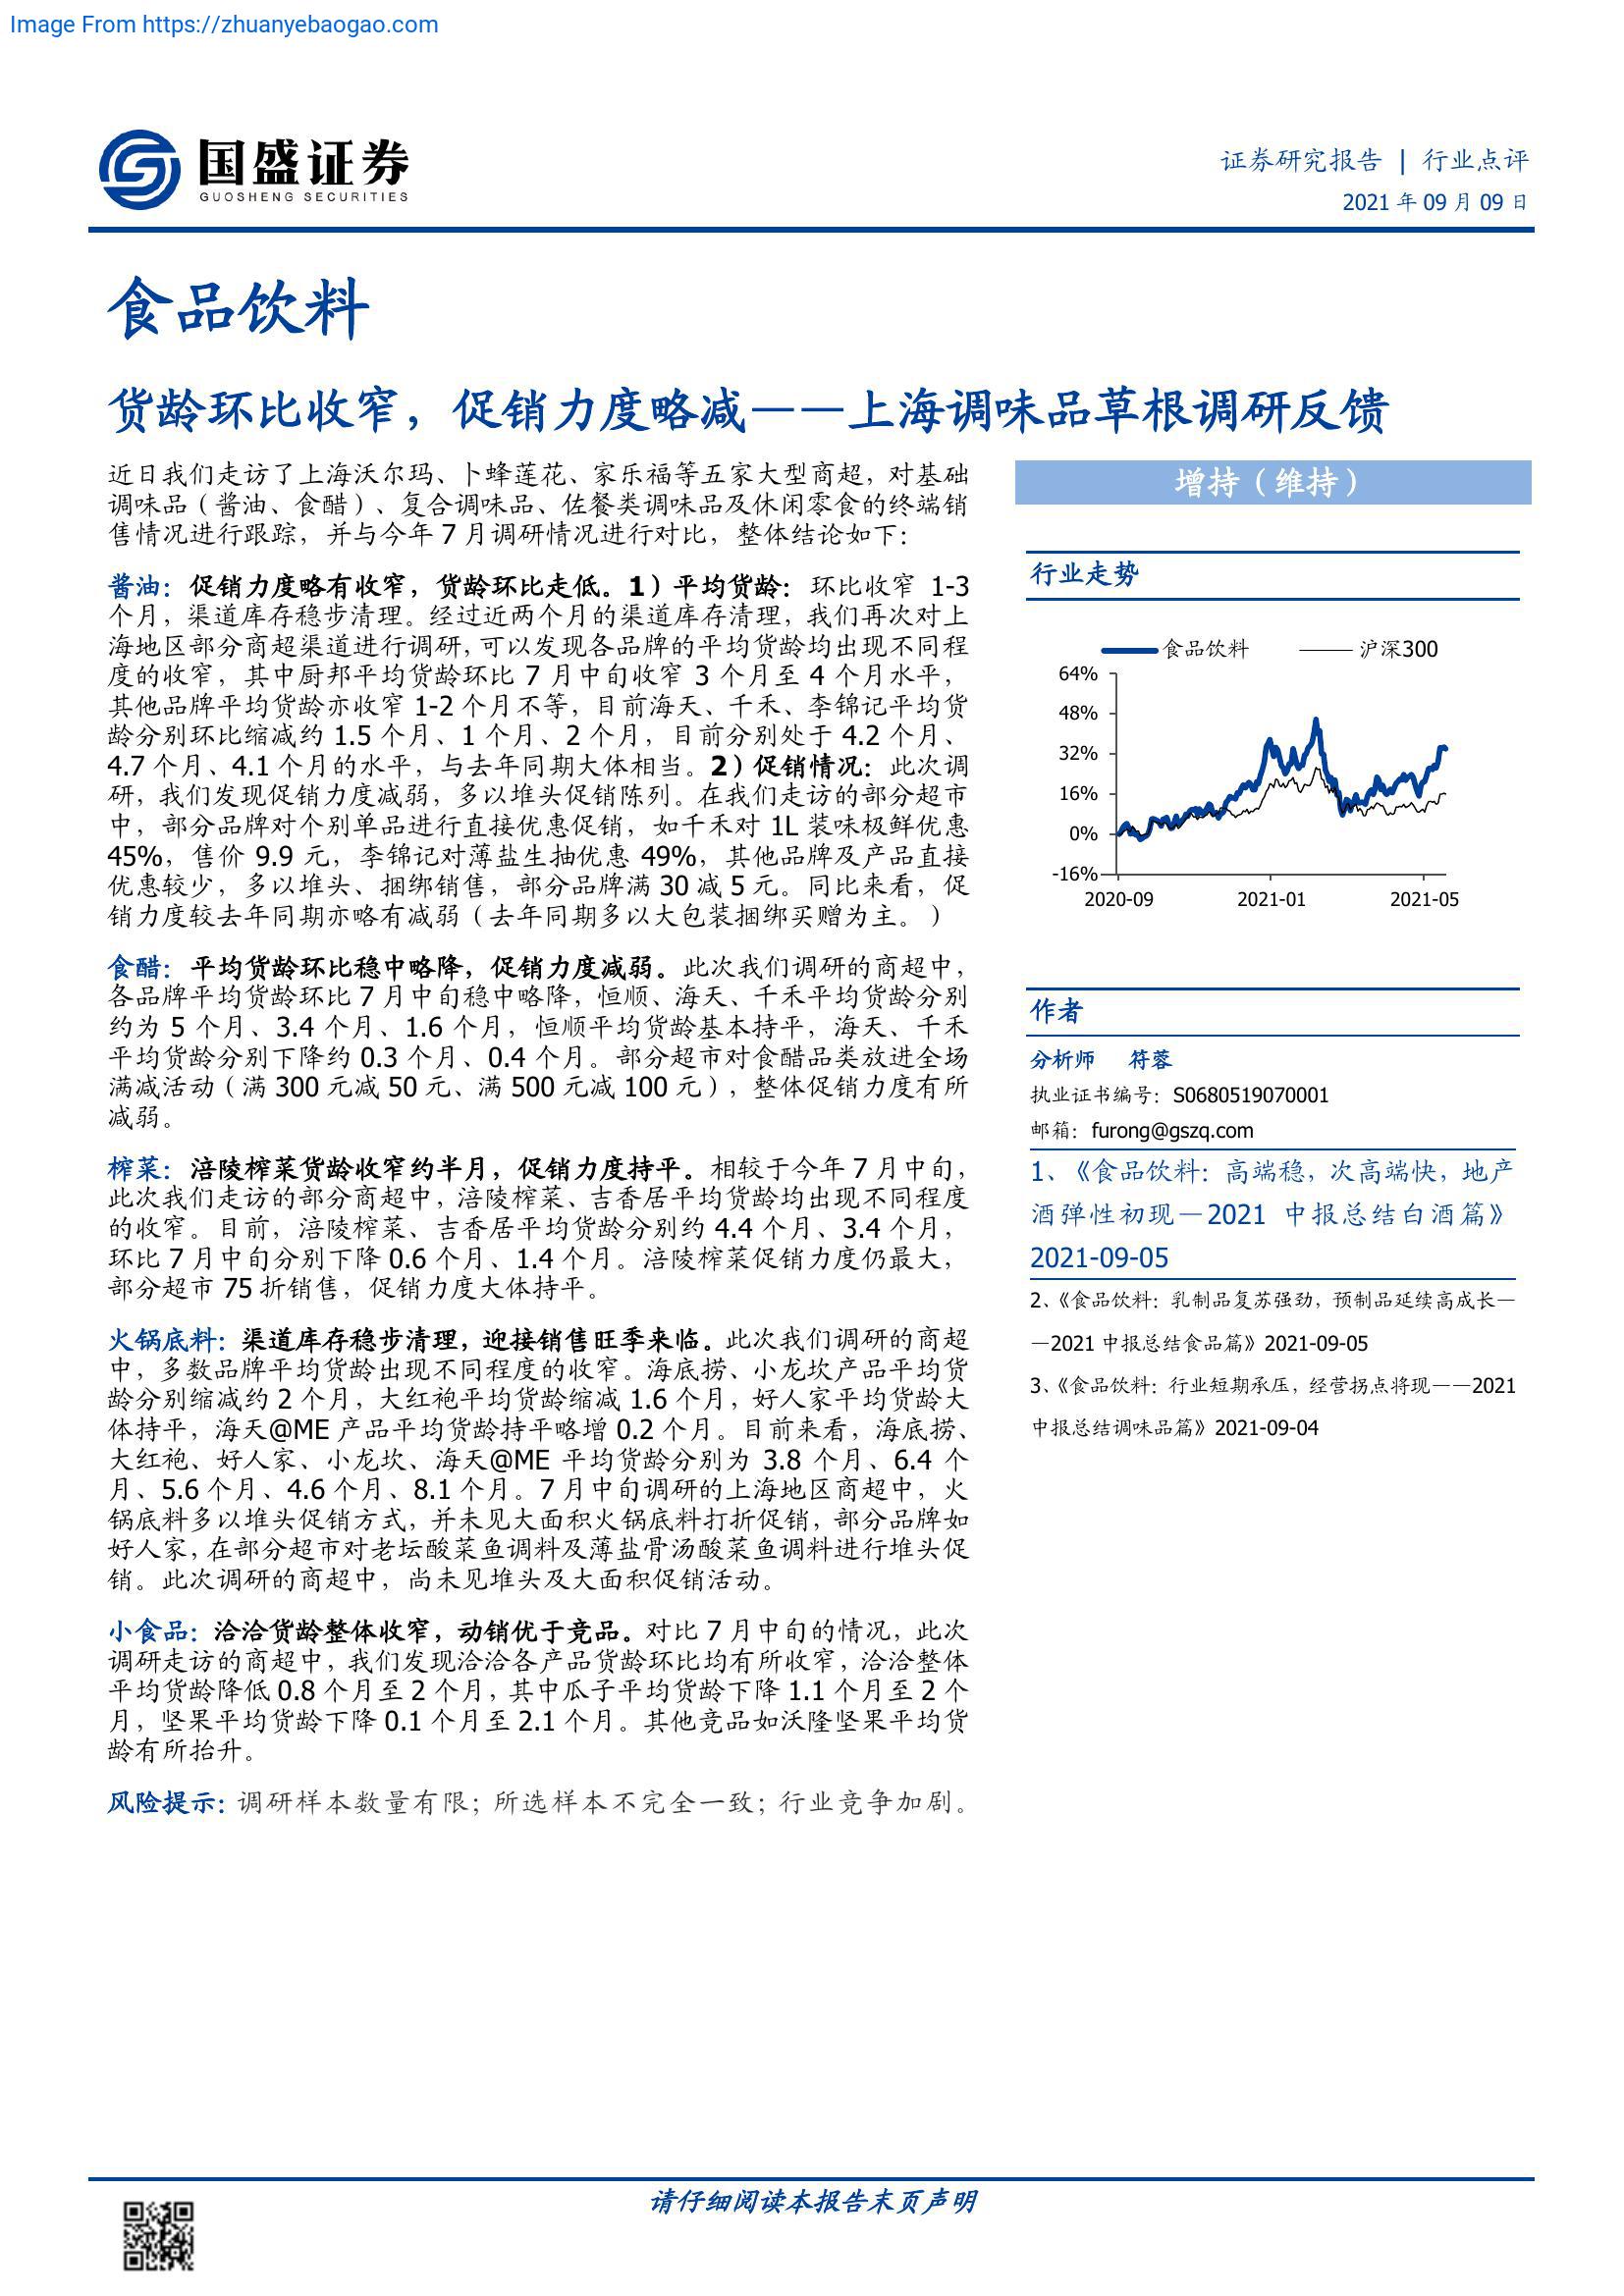 Image From https://zhuanyebaogao.com
国盛证券
GUOSHENG SECURITIES
证券研究报告 | 行业点评
2021 年 09 月 09 日
食品饮料
货龄环比收窄，促销力度略减——上海调味品草根调研反馈
近日我们走访了上海沃尔玛、卜蜂莲花、家乐福等五家大型商超，对基础
调味品（酱油、食醋）、复合调味品、佐餐类调味品及休闲零食的终端销
售情况进行跟踪，并与今年 7 月调研情况进行对比，整体结论如下：
酱油：促销力度略有收窄，货龄环比走低。1）平均货龄：环比收窄 1-3
个月，渠道库存稳步清理。经过近两个月的渠道库存清理，我们再次对上
海地区部分商超渠道进行调研，可以发现各品牌的平均货龄均出现不同程
度的收窄，其中厨邦平均货龄环比 7 月中旬收窄 3 个月至 4 个月水平，
其他品牌平均货龄亦收窄 1-2 个月不等，目前海天、千禾、李锦记平均货
龄分别环比缩减约 1.5 个月、1 个月、2 个月，目前分别处于 4.2 个月、
4.7 个月、4.1 个月的水平，与去年同期大体相当。2）促销情况：此次调
研，我们发现促销力度减弱，多以堆头促销陈列。在我们走访的部分超市
中，部分品牌对个别单品进行直接优惠促销，如千禾对 1L 装味极鲜优惠
45%，售价 9.9 元，李锦记对薄盐生抽优惠 49%，其他品牌及产品直接
优惠较少，多以堆头、捆绑销售，部分品牌满 30 减 5 元。同比来看，促
销力度较去年同期亦略有减弱（去年同期多以大包装捆绑买赠为主。）
食醋：平均货龄环比稳中略降，促销力度减弱。此次我们调研的商超中，
各品牌平均货龄环比 7 月中旬稳中略降，恒顺、海天、千禾平均货龄分别
约为 5 个月、3.4 个月、1.6 个月，恒顺平均货龄基本持平，海天、千禾
平均货龄分别下降约 0.3 个月、0.4 个月。部分超市对食醋品类放进全场
满减活动（满 300 元减 50 元、满 500 元减 100 元），整体促销力度有所
减弱。
榨菜：涪陵榨菜货龄收窄约半月，促销力度持平。相较于今年 7 月中旬，
此次我们走访的部分商超中，涪陵榨菜、吉香居平均货龄均出现不同程度
的收窄。目前，涪陵榨菜、吉香居平均货龄分别约 4.4 个月、3.4 个月，
环比 7 月中旬分别下降 0.6 个月、1.4 个月。涪陵榨菜促销力度仍最大，
部分超市 75 折销售，促销力度大体持平。
火锅底料：渠道库存稳步清理，迎接销售旺季来临。此次我们调研的商超
中，多数品牌平均货龄出现不同程度的收窄。海底捞、小龙坎产品平均货
龄分别缩减约 2 个月，大红袍平均货龄缩减 1.6 个月，好人家平均货龄大
体持平，海天@ME 产品平均货龄持平略增 0.2 个月。目前来看，海底捞、
大红袍、好人家、小龙坎、海天@ME 平均货龄分别为 3.8 个月、6.4 个
月、5.6 个月、4.6 个月、8.1 个月。7 月中旬调研的上海地区商超中，火
锅底料多以堆头促销方式，并未见大面积火锅底料打折促销，部分品牌如
好人家，在部分超市对老坛酸菜鱼调料及薄盐骨汤酸菜鱼调料进行堆头促
销。此次调研的商超中，尚未见堆头及大面积促销活动。
小食品：洽洽货龄整体收窄，动销优于竞品。对比 7 月中旬的情况，此次
调研走访的商超中，我们发现洽洽各产品货龄环比均有所收窄，洽洽整体
平均货龄降低 0.8 个月至 2 个月，其中瓜子平均货龄下降 1.1 个月至 2 个
月，坚果平均货龄下降 0.1 个月至 2.1 个月。其他竞品如沃隆坚果平均货
龄有所抬升。
风险提示：调研样本数量有限；所选样本不完全一致；行业竞争加剧。
增持（维持）
行业走势
食品饮料 沪深300
64%
48%
32%
16%
0%
-16%
2020-09 2021-01 2021-05
作者
分析师 符蓉
执业证书编号：S0680519070001
邮箱：furong@gszq.com
1、《食品饮料：高端稳，次高端快，地产
酒弹性初现—2021 中报总结白酒篇》
2021-09-05
2、《食品饮料：乳制品复苏强劲，预制品延续高成长—
—2021 中报总结食品篇》2021-09-05
3、《食品饮料：行业短期承压，经营拐点将现——2021
中报总结调味品篇》2021-09-04
请仔细阅读本报告末页声明